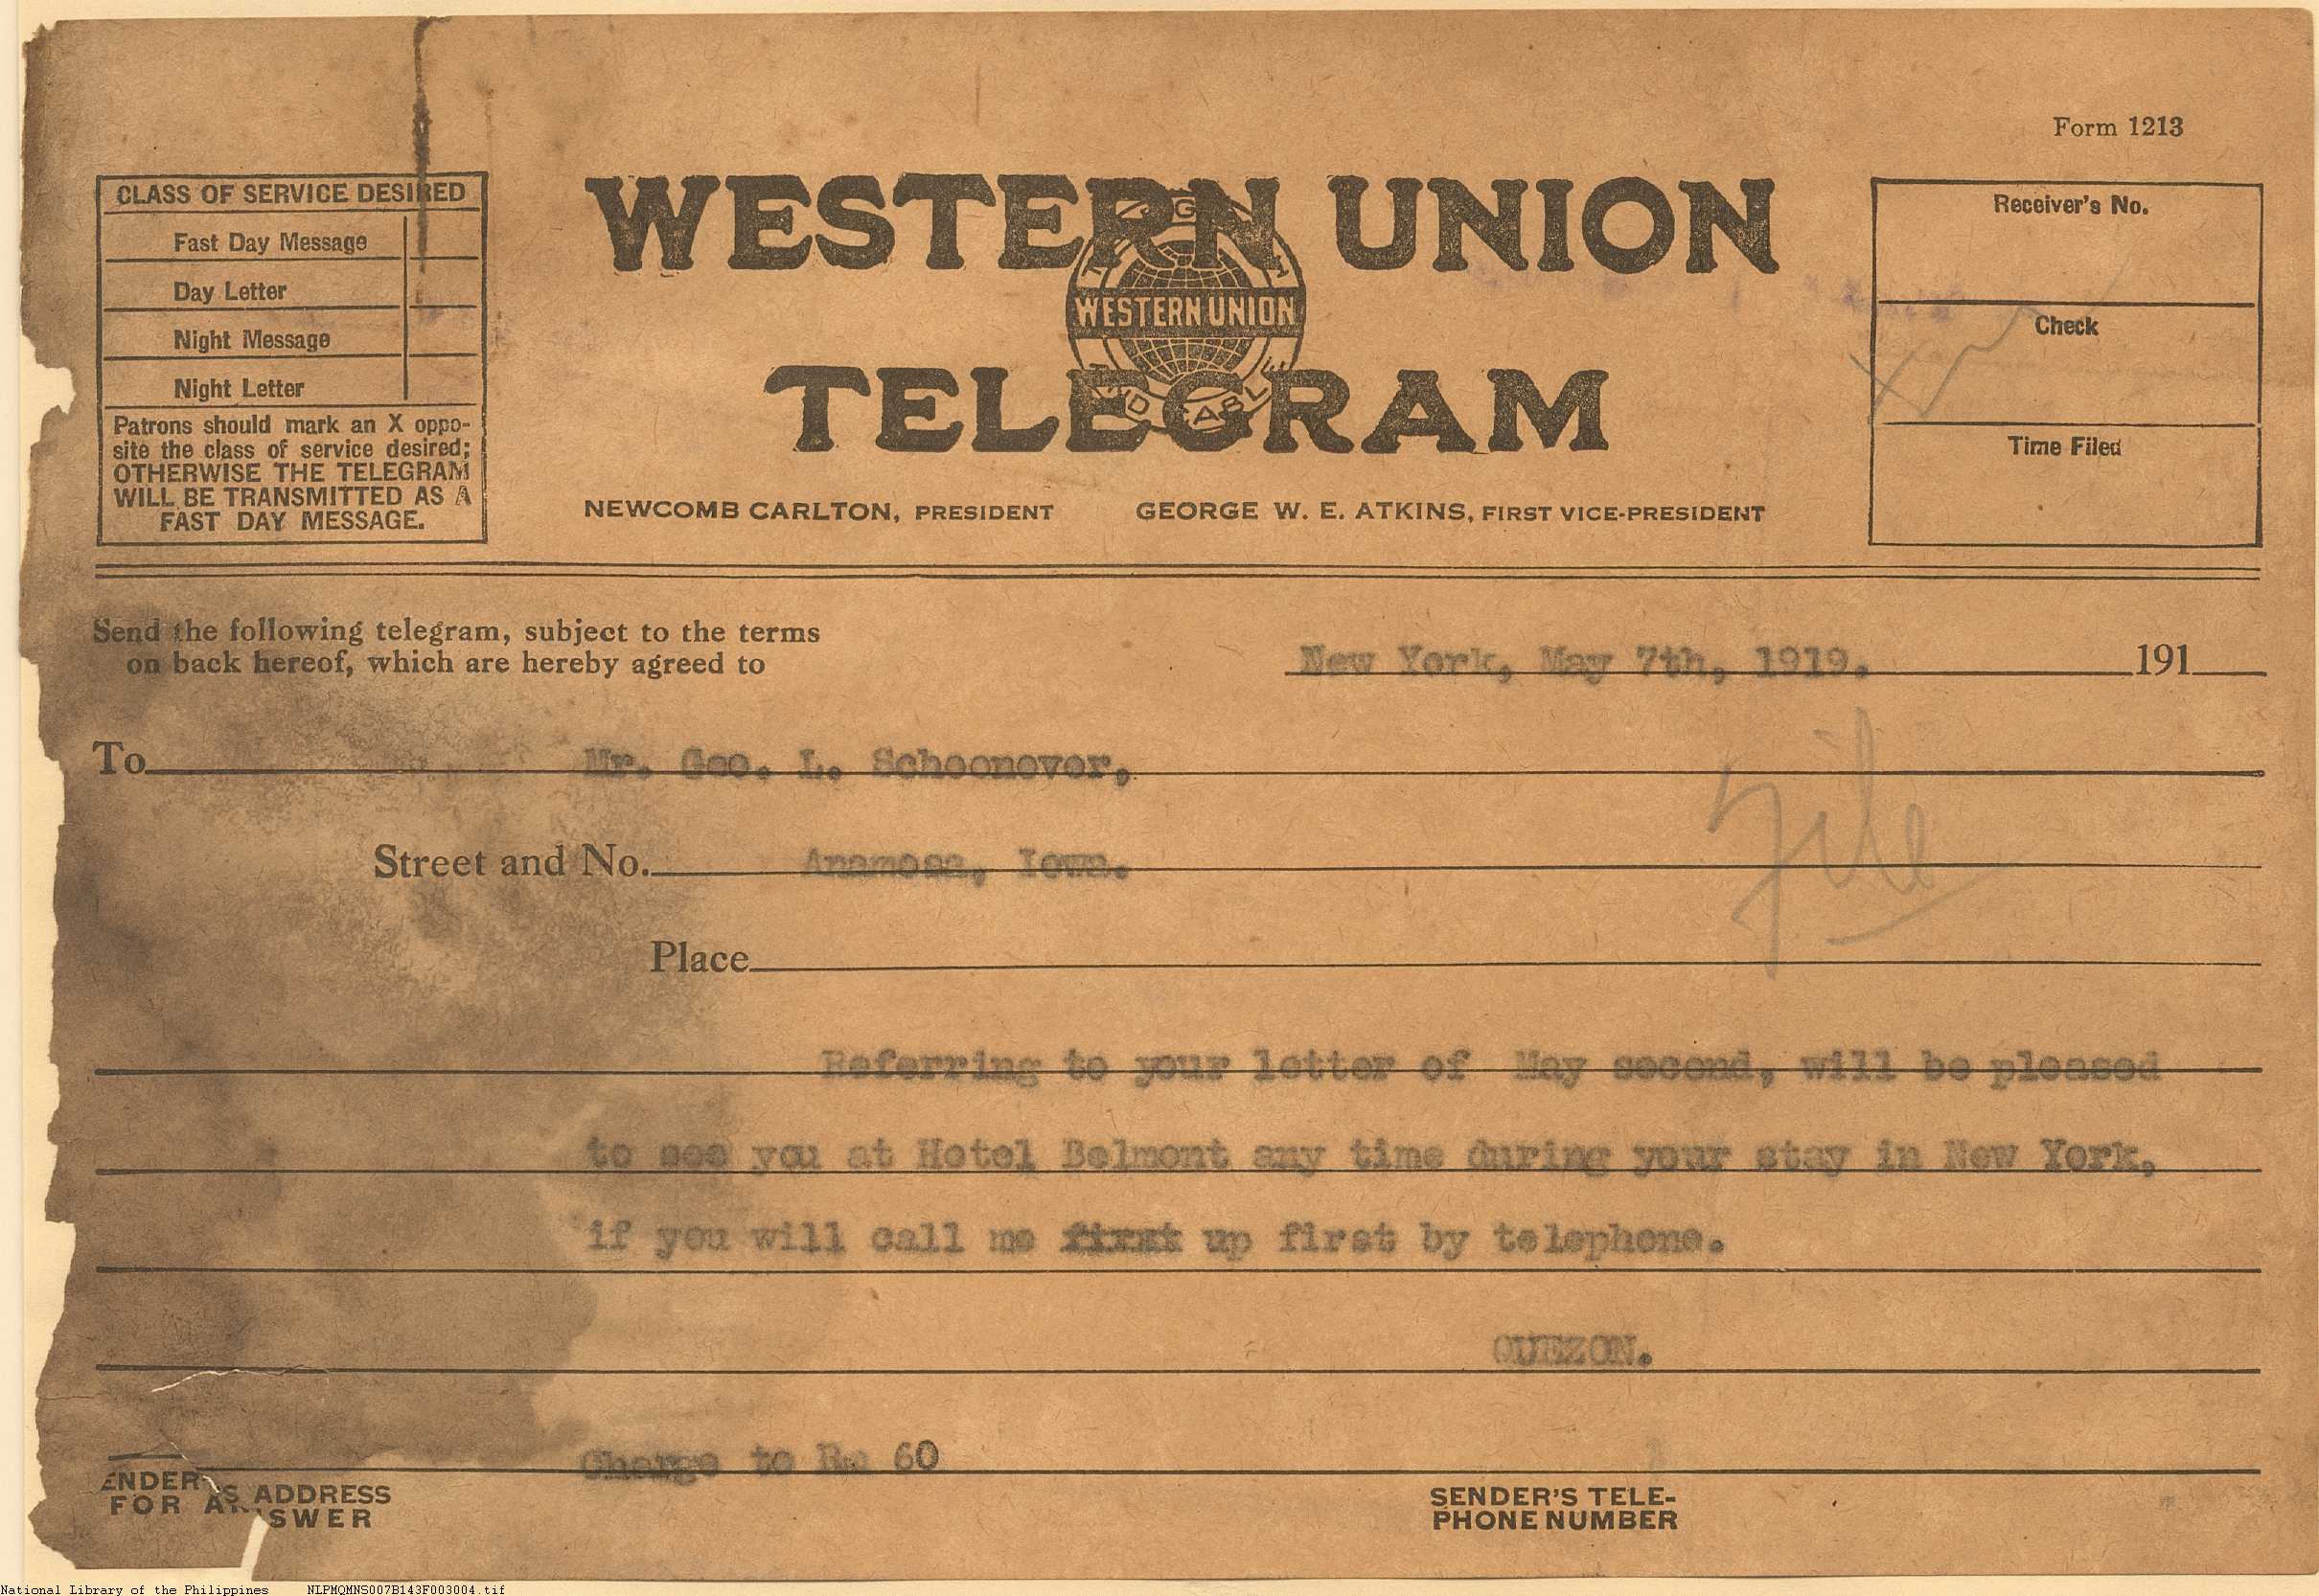 Form 1213
CLASS OF SERVICE DESIRED
Fast Day Message
Day Letter
Night Message
Night Letter
Patrons should mark an X oppo-
site the class of service desired;
OTHERWISE THE TELEGRAM
WILL BE TRANSMITTED AS A
FAST DAY MESSAGE.
WESTERN UNION
WESTERN UNION
AND CABLE
TELEGRAM
NEWCOMB CARLTON, PRESIDENT GEORGE W. E. ATKINS, FIRST VICE-PRESIDENT
Receiver's No.
Check
Time Filed
Send the following telegram, subject to the terms
on back hereof, which are hereby agreed to
New York, May 7th, 1919. 191
To Mr. Geo. L. Schoonover,
Street and No. Anamosa, Iowa.
File
Place
Referring to your letter of May second, will be pleased
to see you at Hotel Belmont any time during your stay in New York,
if you will call me first up first by telephone.
QUEZON.
Charge to 60
ENDER'S ADDRESS
FOR ANSWER
SENDER'S TELE-
PHONE NUMBER
National Library of the Philippines NLPMQMNS007B143F003004.tif